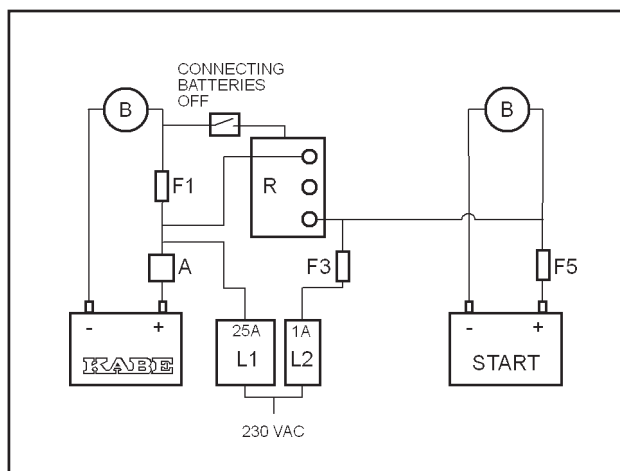 CONNECTING
BATTERIES
OFF
B
B
F1
R
A
F3
F5
- +
KABE
25A
L1
1A
L2
- +
START
230 VAC